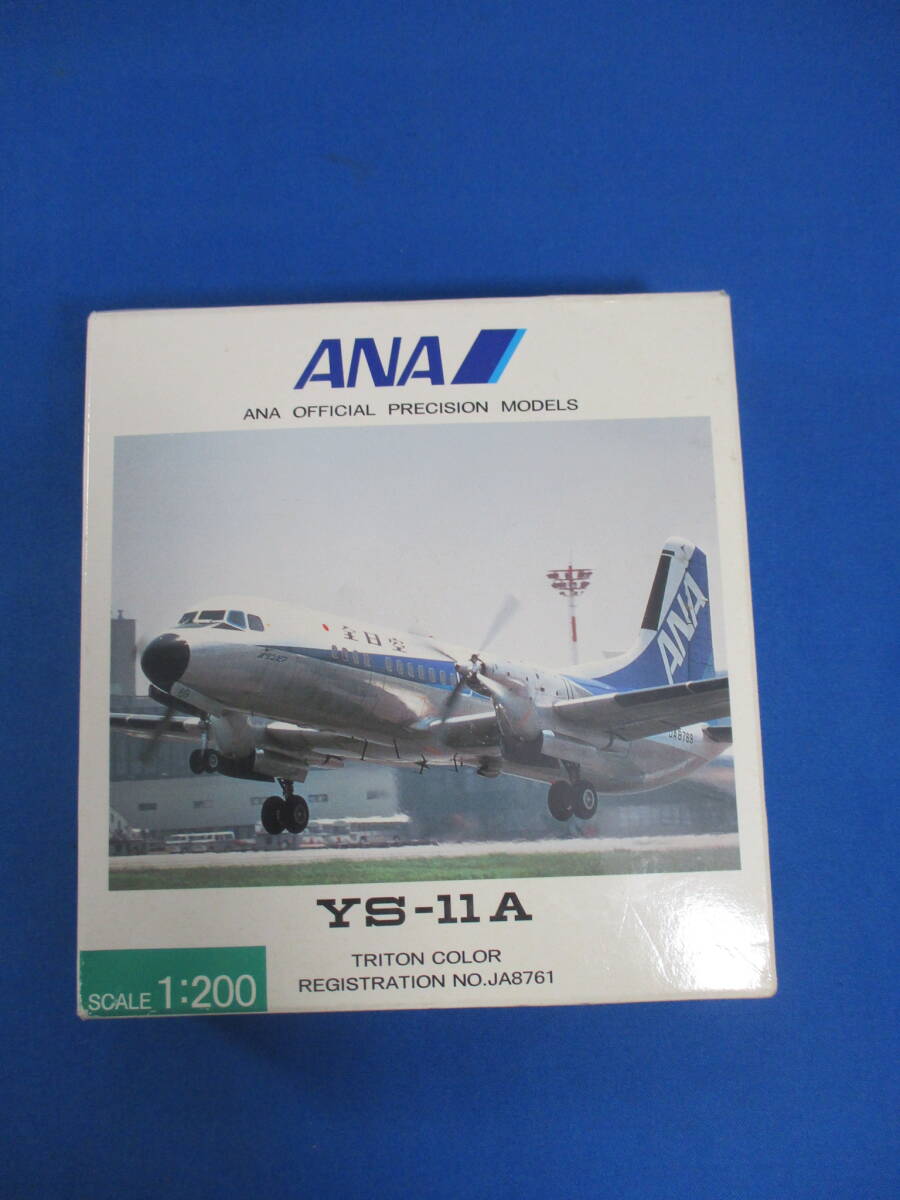 ANA
ANA OFFICIAL PRECISION MODELS
全日空
ANA
YS-11A
TRITON COLOR
REGISTRATION NO.JA8761
SCALE 1:200